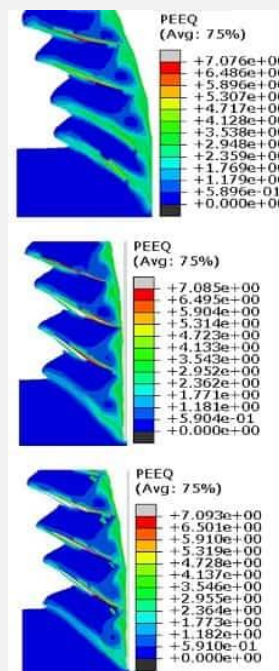 PEEQ
(Avg: 75%)
+7.076e+00
+6.486e+00
+5.896e+00
+5.307e+00
+4.717e+00
+4.128e+00
+3.538e+00
+2.948e+00
+2.359e+00
+1.769e+00
+1.179e+00
+5.896e-01
+0.000e+00
PEEQ
(Avg: 75%)
+7.085e+00
+6.495e+00
+5.904e+00
+5.314e+00
+4.723e+00
+4.133e+00
+3.543e+00
+2.952e+00
+2.362e+00
+1.771e+00
+1.181e+00
+5.904e-01
+0.000e+00
PEEQ
(Avg: 75%)
+7.093e+00
+6.501e+00
+5.910e+00
+5.319e+00
+4.728e+00
+4.137e+00
+3.546e+00
+2.955e+00
+2.364e+00
+1.773e+00
+1.182e+00
+5.910e-01
+0.000e+00